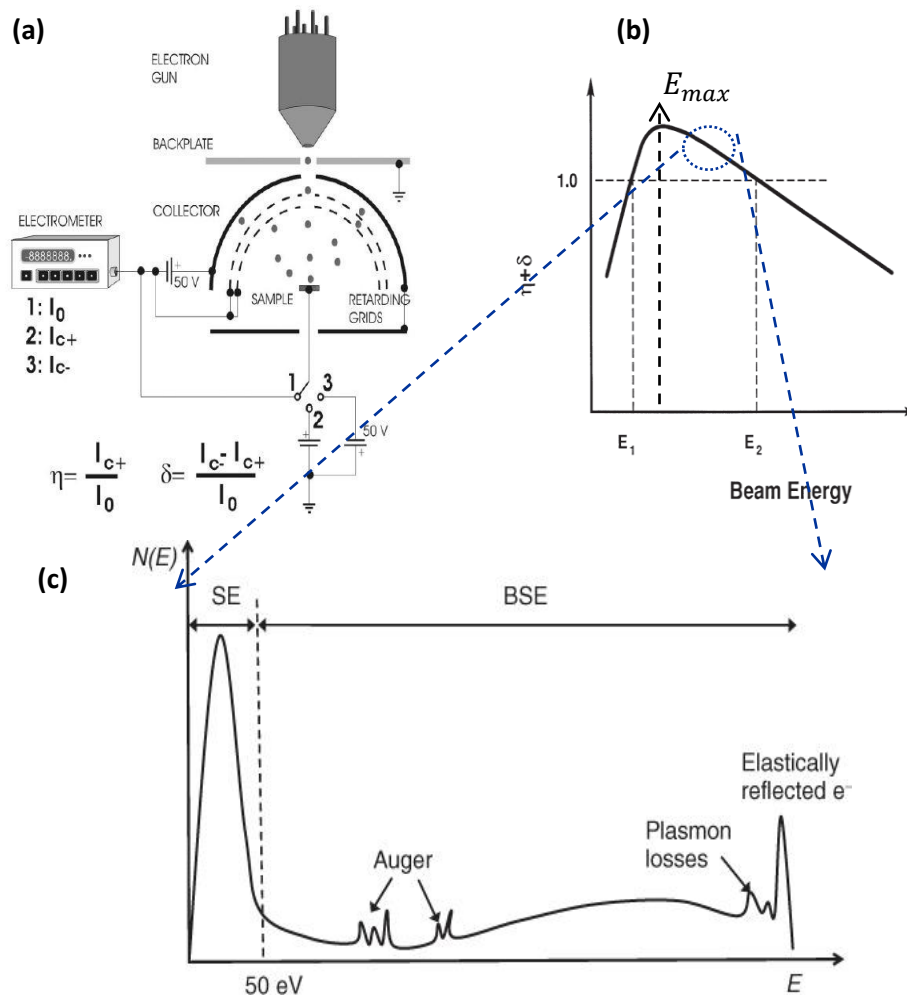 (a)
ELECTRON
GUN
BACKPLATE
COLLECTOR
ELECTROMETER
-8888888.
50 V
SAMPLE
RETARDING
GRIDS
1: I0
2: Ic+
3: Ic-
1
3
2
50 V
η= Ic+ / I0
δ= Ic- - Ic+ / I0
(b)
Emax
1.0
η+δ
E1
E2
Beam Energy
(c)
N(E)
SE
BSE
Auger
Plasmon
losses
Elastically
reflected e–
50 eV
E